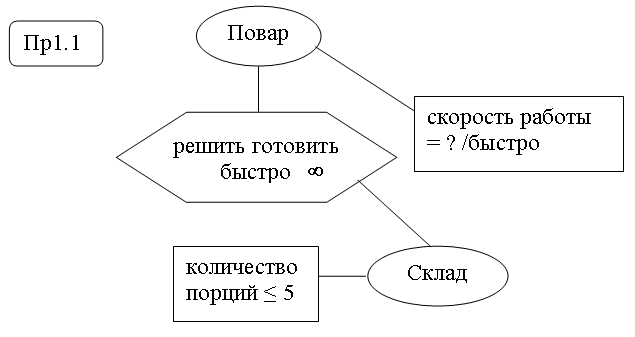 Пр1.1
Повар
скорость работы
= ? /быстро
решить готовить
быстро ∞
количество
порций ≤ 5
Склад